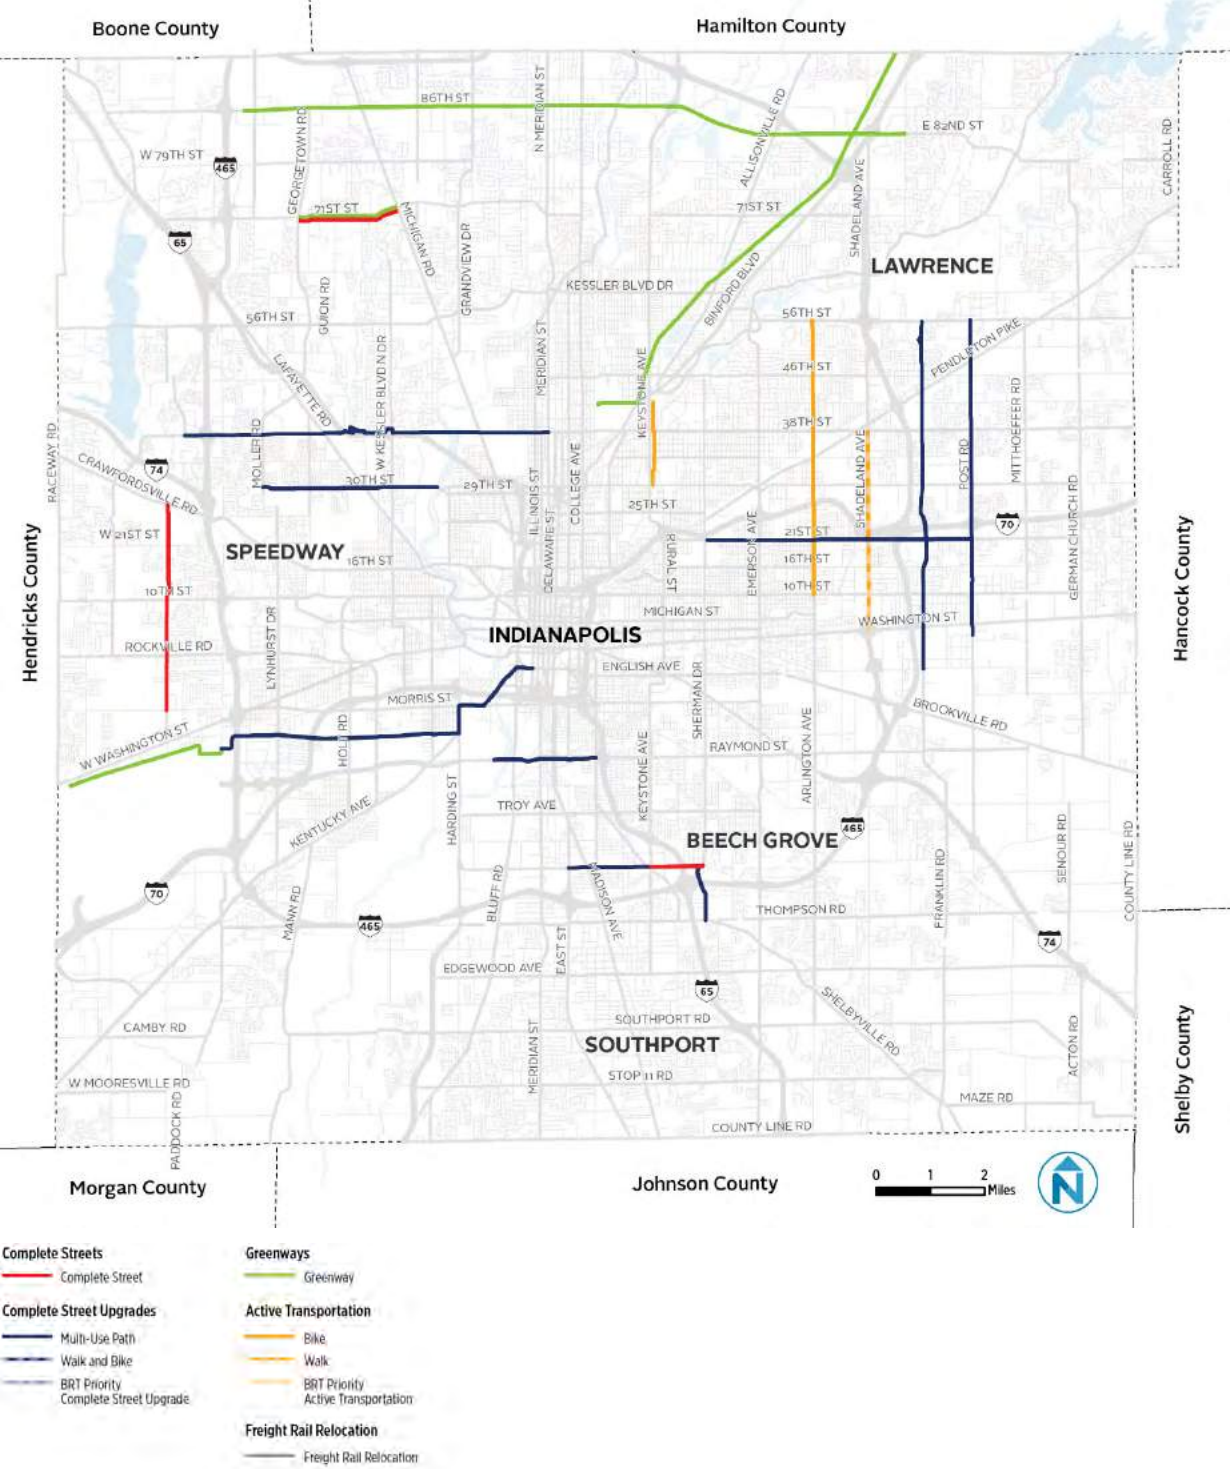 Boone County
Hamilton County
86TH ST
N MERIDIAN ST
ALLISONVILLE RD
E 82ND ST
CARROLL RD
W 79TH ST
465
GEORGETOWN RD
71ST ST
MICHIGAN RD
71ST ST
SHADELAND AVE
65
GRANDVIEW DR
LAWRENCE
KESSLER BLVD DR
BINFORD BLVD
GUION RD
56TH ST
56TH ST
PENDLETON PIKE
LAFAYETTE RD
W KESSLER BLVD N DR
MERIDIAN ST
KEYSTONE AVE
46TH ST
38TH ST
MITTHOEFFER RD
RACEWAY RD
MOLLER RD
COLLEGE AVE
SHADELAND AVE
POST RD
74
CRAWFORDSVILLE RD
30TH ST
29TH ST
ILLINOIS ST
25TH ST
GERMAN CHURCH RD
70
W 21ST ST
21ST ST
SPEEDWAY
16TH ST
DELAWARE ST
RURAL ST
EMERSON AVE
16TH ST
10TH ST
10TH ST
Hendricks County
Hancock County
MICHIGAN ST
WASHINGTON ST
INDIANAPOLIS
ROCKVILLE RD
LYNHURST DR
ENGLISH AVE
SHERMAN DR
MORRIS ST
BROOKVILLE RD
W WASHINGTON ST
HOLT RD
RAYMOND ST
ARLINGTON AVE
KEYSTONE AVE
HARDING ST
TROY AVE
KENTUCKY AVE
BEECH GROVE
465
SENOUR RD
COUNTY LINE RD
70
MANN RD
BLUFF RD
MADISON AVE
THOMPSON RD
FRANKLIN RD
465
EAST ST
74
EDGEWOOD AVE
65
SHELBYVILLE RD
CAMBY RD
SOUTHPORT RD
SOUTHPORT
MERIDIAN ST
ACTON RD
Shelby County
W MOORESVILLE RD
STOP 11 RD
MAZE RD
PADDOCK RD
COUNTY LINE RD
Morgan County
Johnson County
0 1 2
Miles
N
Complete Streets
Complete Street
Complete Street Upgrades
Multi-Use Path
Walk and Bike
BRT Priority
Complete Street Upgrade
Greenways
Greenway
Active Transportation
Bike
Walk
BRT Priority
Active Transportation
Freight Rail Relocation
Freight Rail Relocation